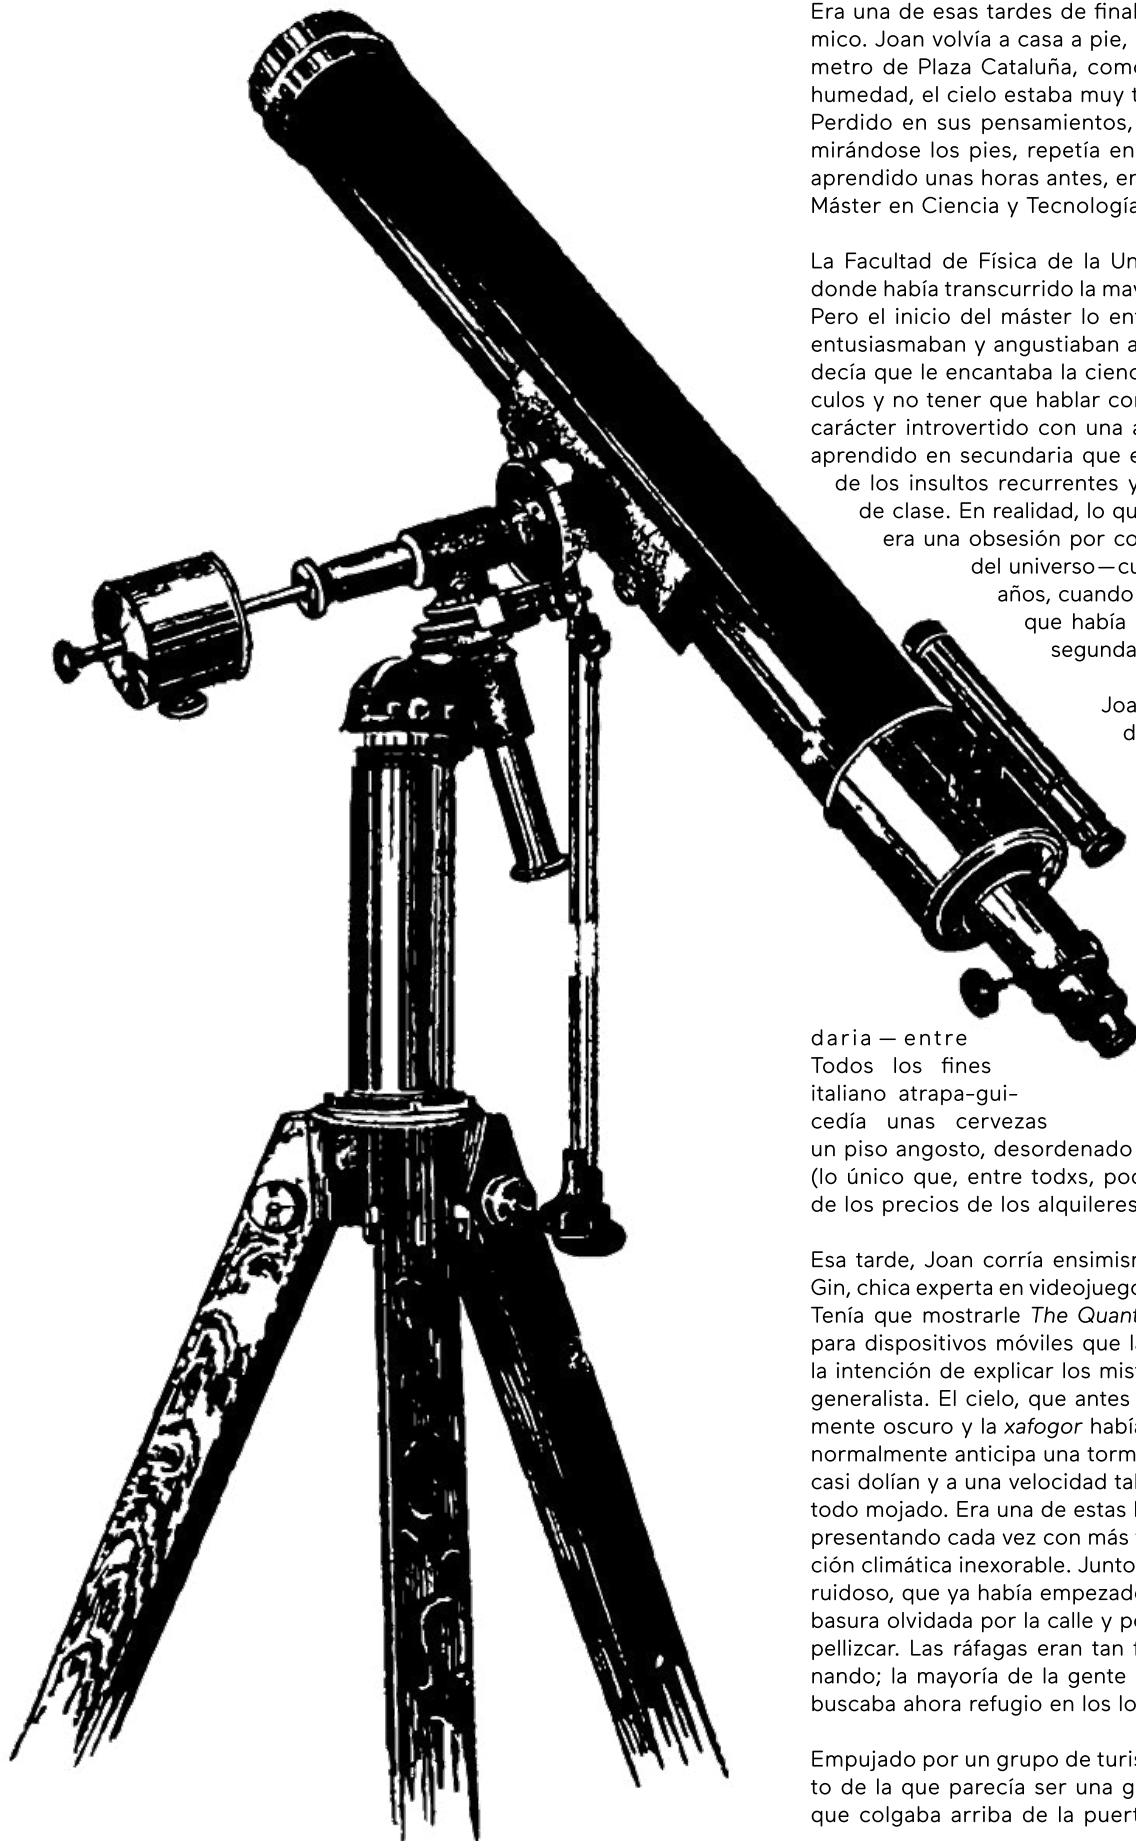 Era una de esas tardes de final
mico. Joan volvía a casa a pie,
metro de Plaza Cataluña, como
humedad, el cielo estaba muy t
Perdido en sus pensamientos,
mirándose los pies, repetía en
aprendido unas horas antes, en
Máster en Ciencia y Tecnología
La Facultad de Física de la Un
donde había transcurrido la may
Pero el inicio del máster lo ent
entusiasmaban y angustiaban a
decía que le encantaba la cienc
culos y no tener que hablar con
carácter introvertido con una a
aprendido en secundaria que e
de los insultos recurrentes y
de clase. En realidad, lo qu
era una obsesión por co
del universo—cu
años, cuando
que había
segunda
Joa
d
daria — entre
Todos los fines
italiano atrapa-gui-
cedía unas cervezas
un piso angosto, desordenado
(lo único que, entre todxs, pod
de los precios de los alquileres
Esa tarde, Joan corría ensimism
Gin, chica experta en videojuego
Tenía que mostrarle The Quant
para dispositivos móviles que la
la intención de explicar los mist
generalista. El cielo, que antes
mente oscuro y la xafogor había
normalmente anticipa una torm
casi dolían y a una velocidad tal
todo mojado. Era una de estas l
presentando cada vez con más f
ción climática inexorable. Junto
ruidoso, que ya había empezado
basura olvidada por la calle y po
pellizcar. Las ráfagas eran tan f
nando; la mayoría de la gente
buscaba ahora refugio en los lo
Empujado por un grupo de turis
to de la que parecía ser una g
que colgaba arriba de la puert